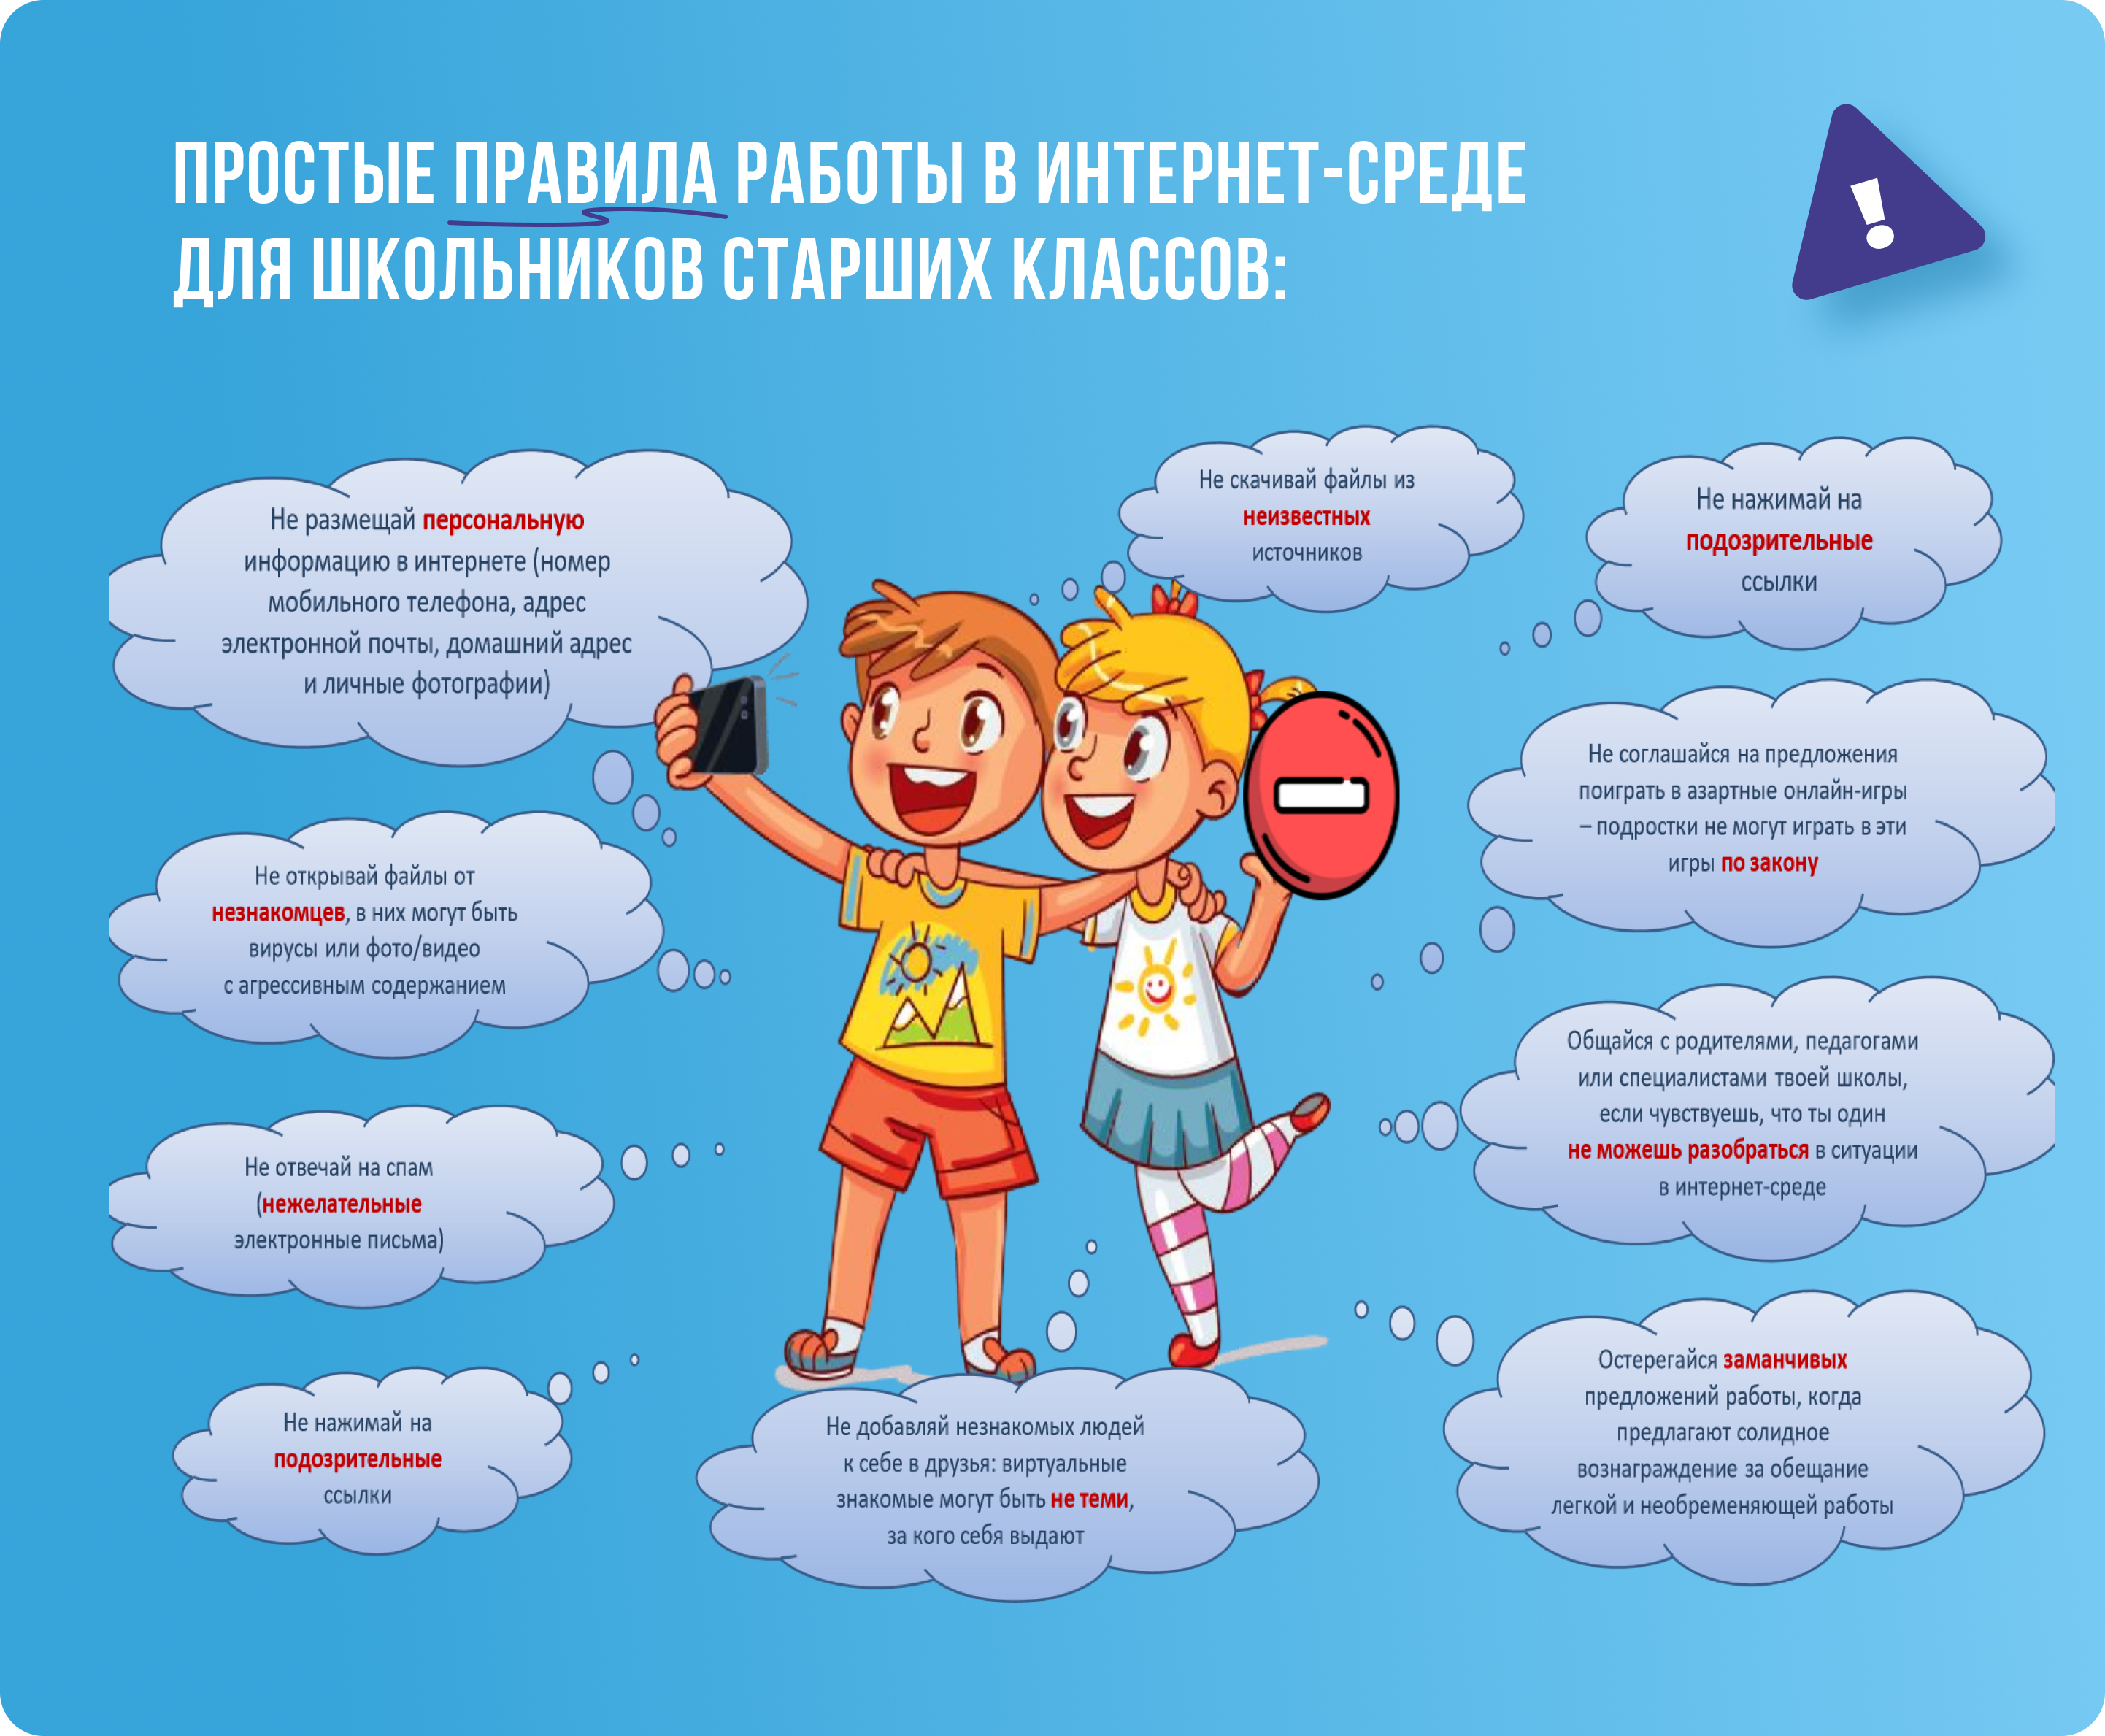 ПРОСТЫЕ ПРАВИЛА РАБОТЫ В ИНТЕРНЕТ-СРЕДЕ
ДЛЯ ШКОЛЬНИКОВ СТАРШИХ КЛАССОВ:
!
Не размещай персональную
информацию в интернете (номер
мобильного телефона, адрес
электронной почты, домашний адрес
и личные фотографии)
Не скачивай файлы из
неизвестных
источников
Не нажимай на
подозрительные
ссылки
Не соглашайся на предложения
поиграть в азартные онлайн-игры
– подростки не могут играть в эти
игры по закону
Не открывай файлы от
незнакомцев, в них могут быть
вирусы или фото/видео
с агрессивным содержанием
Общайся с родителями, педагогами
или специалистами твоей школы,
если чувствуешь, что ты один
не можешь разобраться в ситуации
в интернет-среде
Не отвечай на спам
(нежелательные
электронные письма)
Остерегайся заманчивых
предложений работы, когда
предлагают солидное
вознаграждение за обещание
легкой и необременяющей работы
Не нажимай на
подозрительные
ссылки
Не добавляй незнакомых людей
к себе в друзья: виртуальные
знакомые могут быть не теми,
за кого себя выдают